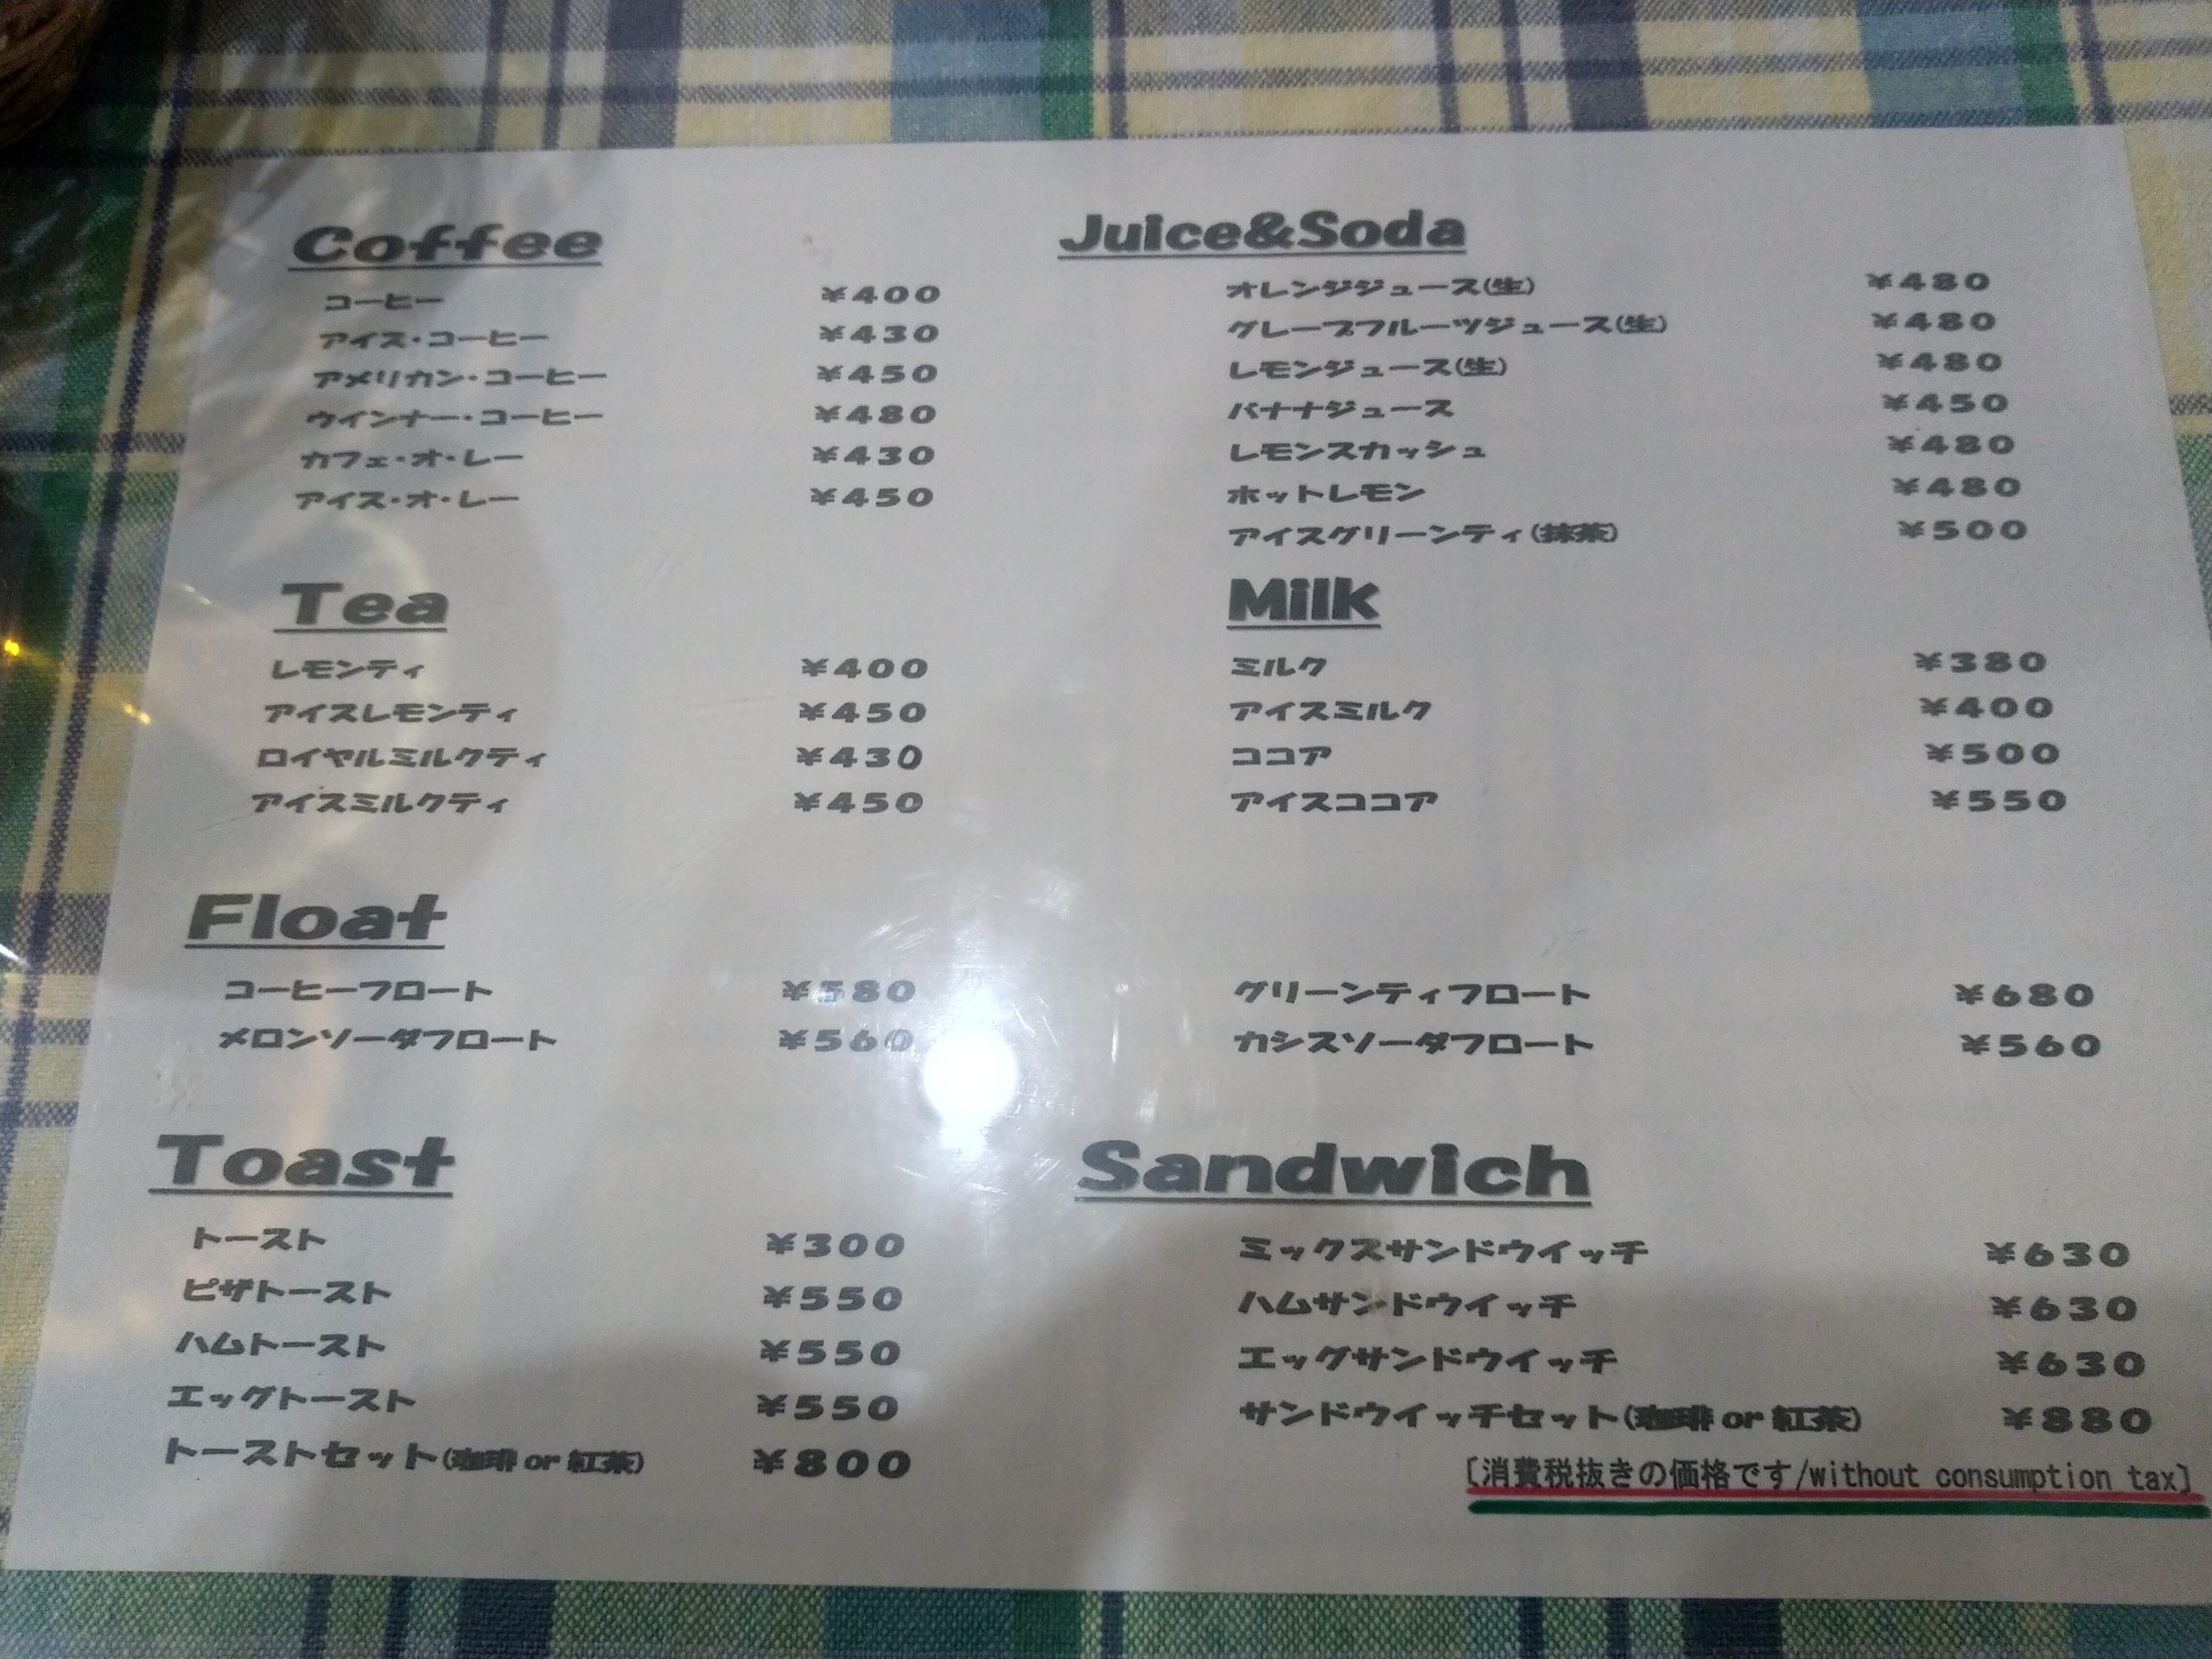 Coffee
コーヒー ¥400
アイス・コーヒー ¥430
アメリカン・コーヒー ¥450
ウインナー・コーヒー ¥480
カフェ・オ・レー ¥430
アイス・オ・レー ¥450
Juice&Soda
オレンジジュース(生) ¥480
グレープフルーツジュース(生) ¥480
レモンジュース(生) ¥480
バナナジュース ¥450
レモンスカッシュ ¥480
ホットレモン ¥480
アイスグリーンティ(抹茶) ¥500
Tea
レモンティ ¥400
アイスレモンティ ¥450
ロイヤルミルクティ ¥430
アイスミルクティ ¥450
Milk
ミルク ¥380
アイスミルク ¥400
ココア ¥500
アイスココア ¥550
Float
コーヒーフロート ¥580
メロンソーダフロート ¥560
グリーンティフロート ¥680
カシスソーダフロート ¥560
Toast
トースト ¥300
ピザトースト ¥550
ハムトースト ¥550
エッグトースト ¥550
トーストセット(珈琲 or 紅茶) ¥800
Sandwich
ミックスサンドウイッチ ¥630
ハムサンドウイッチ ¥630
エッグサンドウイッチ ¥630
サンドウイッチセット(珈琲 or 紅茶) ¥880
[消費税抜きの価格です/without consumption tax]